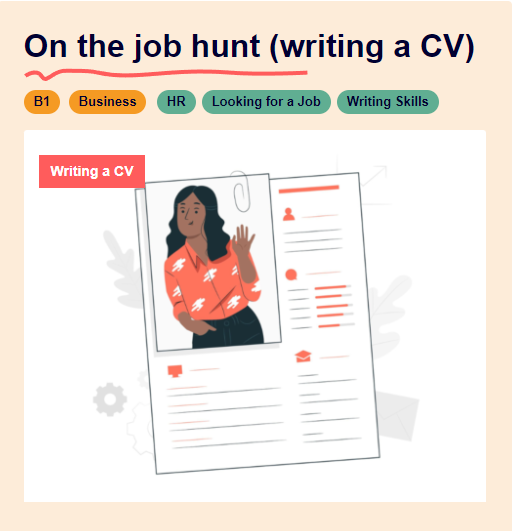 On the job hunt (writing a CV)
B1 Business HR Looking for a Job Writing Skills
Writing a CV